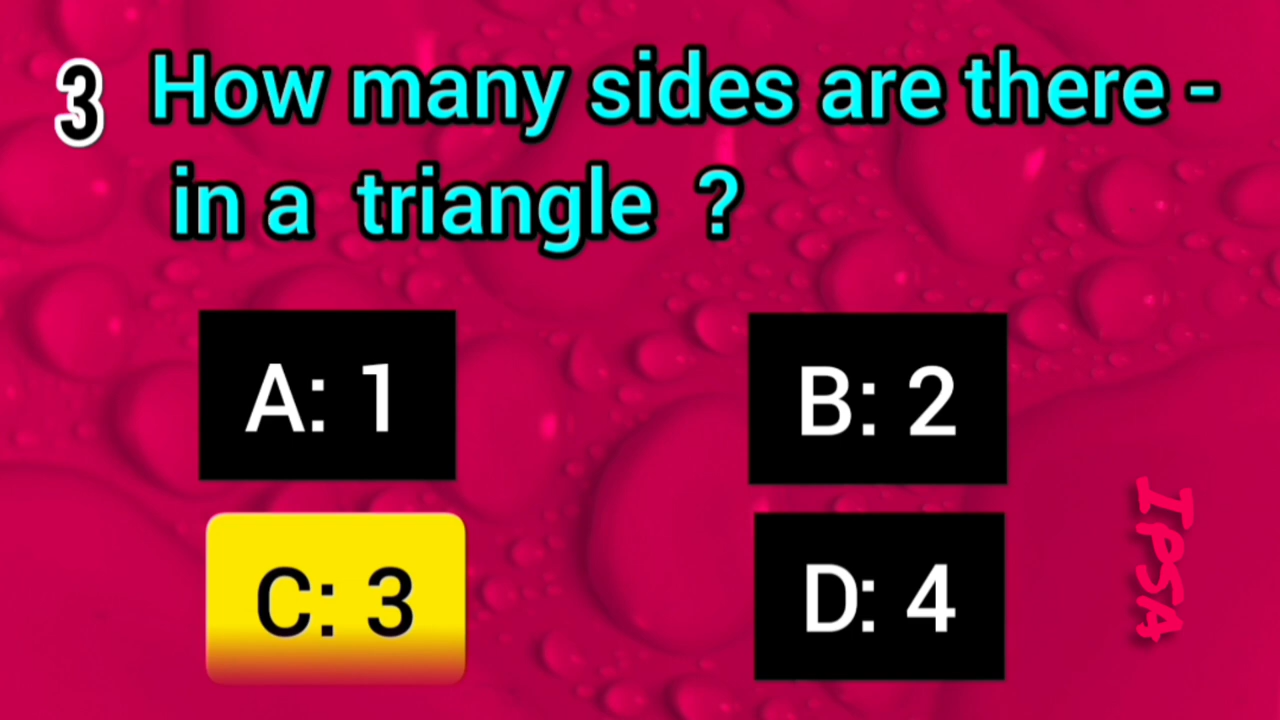 3 How many sides are there -
in a triangle ?
A: 1
B: 2
C: 3
D: 4
IPSA